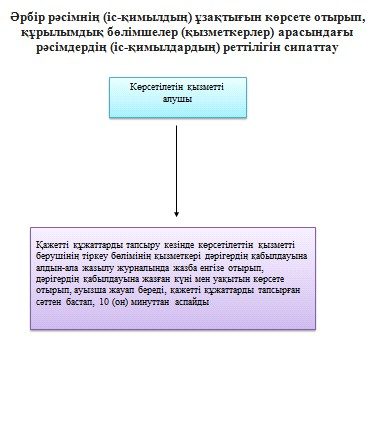 Әрбір рәсімнің (іс-қимылдың) ұзақтығын көрсете отырып,
құрылымдық бөлімшелер (қызметкерлер) арасындағы
рәсімдердің (іс-қимылдардың) реттілігін сипаттау
Көрсетілетін қызметті
алушы
Қажетті құжаттарды тапсыру кезінде көрсетілеттін қызметті
берушінің тіркеу бөлімінің қызметкері дәрігердің қабылдауына
алдын-ала жазылу журналында жазба енгізе отырып,
дәрігердің қабылдауына жазған күні мен уақытын көрсете
отырып, ауызша жауап береді, қажетті құжаттарды тапсырған
сәттен бастап, 10 (он) минуттан аспайды